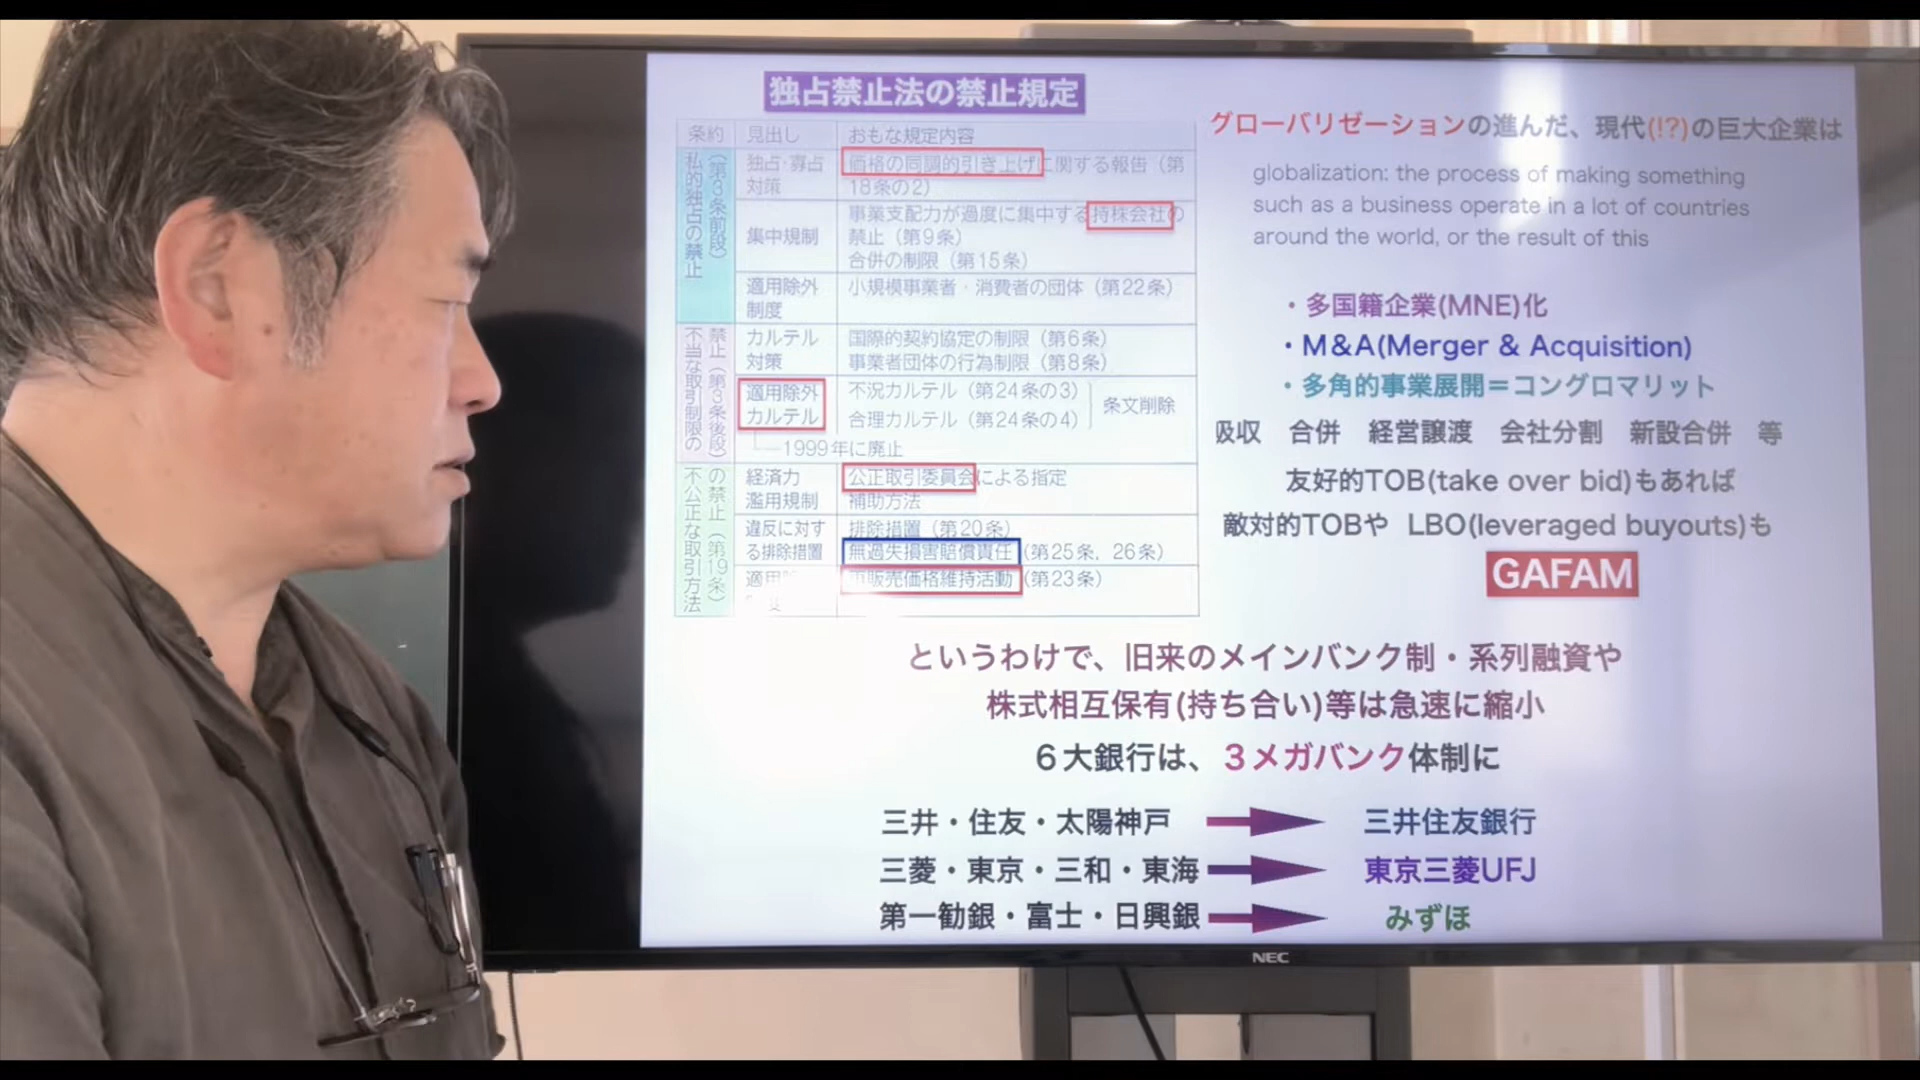 独占禁止法の禁止規定
条約 見出し おもな規定内容
私的独占の禁止(第3条前段)
独占・寡占対策
価格の同調的引き上げに関する報告(第18条の2)
集中規制
事業支配力が過度に集中する持株会社の禁止(第9条)
合併の制限(第15条)
適用除外制度
小規模事業者・消費者の団体(第22条)
不当な取引制限の禁止(第3条後段)
カルテル対策
国際的契約協定の制限(第6条)
事業者団体の行為制限(第8条)
適用除外カルテル
不況カルテル(第24条の3)
合理カルテル(第24条の4)
条文削除
1999年に廃止
不公正な取引方法の禁止(第19条)
経済力濫用規制
公正取引委員会による指定
補助方法
違反に対する排除措置
排除措置(第20条)
無過失損害賠償責任(第25条, 26条)
適用
再販売価格維持活動(第23条)
グローバリゼーションの進んだ、現代(!?)の巨大企業は
globalization: the process of making something
such as a business operate in a lot of countries
around the world, or the result of this
・多国籍企業(MNE)化
・M&A(Merger & Acquisition)
・多角的事業展開=コングロマリット
吸収 合併 経営譲渡 会社分割 新設合併 等
友好的TOB(take over bid)もあれば
敵対的TOBや LBO(leveraged buyouts)も
GAFAM
というわけで、旧来のメインバンク制・系列融資や
株式相互保有(持ち合い)等は急速に縮小
6大銀行は、3メガバンク体制に
三井・住友・太陽神戸 三井住友銀行
三菱・東京・三和・東海 東京三菱UFJ
第一勧銀・富士・日興銀 みずほ
NEC